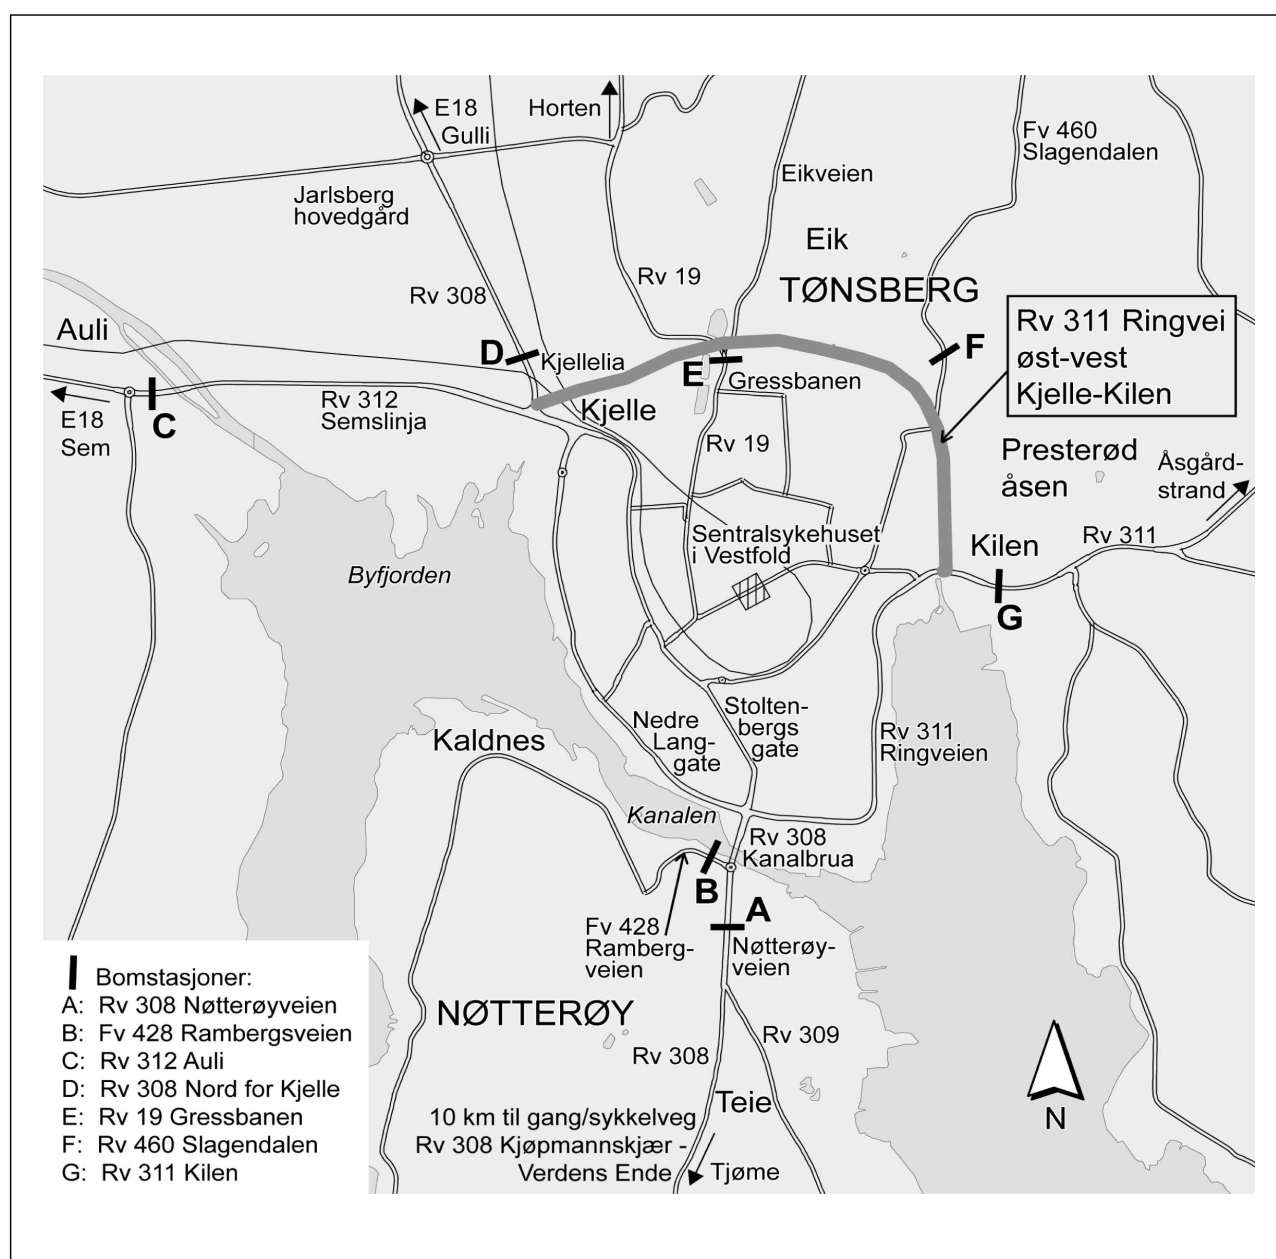 E18
Gulli
Horten
Fv 460
Slagendalen
Eikveien
Jarlsberg
hovedgård
Eik
Rv 19
TØNSBERG
Rv 308
Auli
Rv 311 Ringvei
øst-vest
Kjelle-Kilen
D
Kjellelia
E
Gressbanen
F
C
E18
Sem
Rv 312
Semslinja
Kjelle
Rv 19
Presterød
åsen
Åsgård-
strand
Sentralsykehuset
i Vestfold
Kilen
Rv 311
Byfjorden
G
Kaldnes
Nedre
Lang-
gate
Stolten-
bergs
gate
Rv 311
Ringveien
Kanalen
Rv 308
Kanalbrua
B
A
Fv 428
Ramberg-
veien
Nøtterøy-
veien
NØTTERØY
Rv 308
Rv 309
Teie
10 km til gang/sykkelveg
Rv 308 Kjøpmannskjær -
Verdens Ende
Tjøme
N
Bomstasjoner:
A: Rv 308 Nøtterøyveien
B: Fv 428 Rambergsveien
C: Rv 312 Auli
D: Rv 308 Nord for Kjelle
E: Rv 19 Gressbanen
F: Rv 460 Slagendalen
G: Rv 311 Kilen